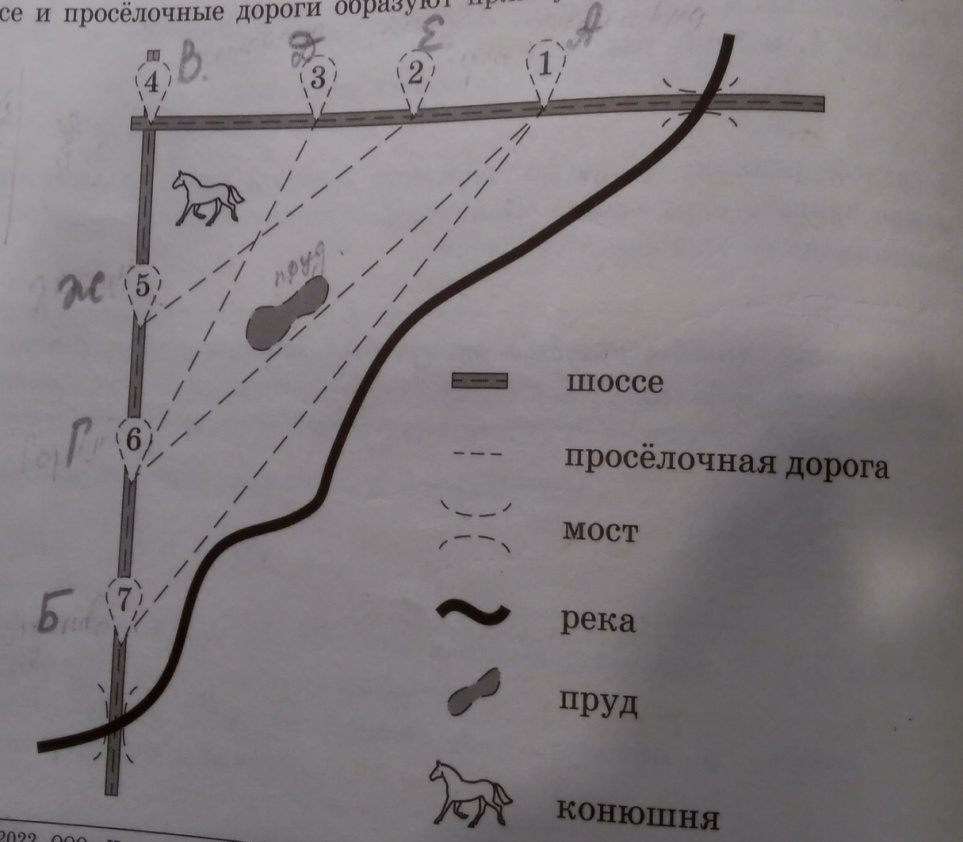 се и просёлочные дороги образуют
В. Д Е А
4 3 2 1
пруд.
Ж 5
шоссе
Г. 6
просёлочная дорога
мост
Б 7
река
пруд
конюшня
2022